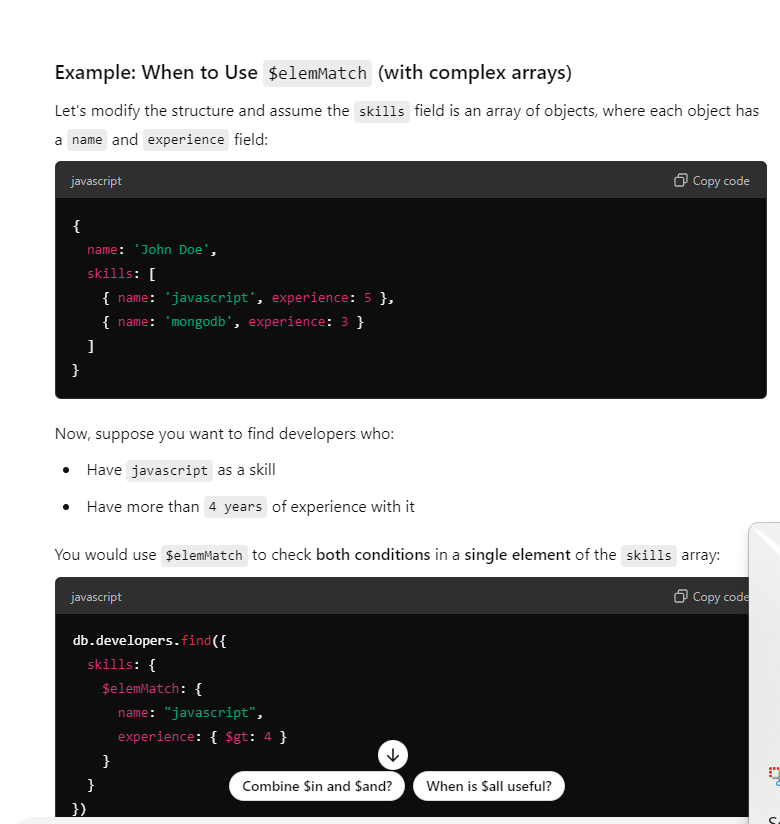 Example: When to Use $elemMatch (with complex arrays)
Let's modify the structure and assume the skills field is an array of objects, where each object has
a name and experience field:
javascript
Copy code
{
  name: 'John Doe',
  skills: [
    { name: 'javascript', experience: 5 },
    { name: 'mongodb', experience: 3 }
  ]
}
Now, suppose you want to find developers who:
• Have javascript as a skill
• Have more than 4 years of experience with it
You would use $elemMatch to check both conditions in a single element of the skills array:
javascript
Copy code
db.developers.find({
  skills: {
    $elemMatch: {
      name: "javascript",
      experience: { $gt: 4 }
    }
  }
})
Combine $in and $and?
When is $all useful?